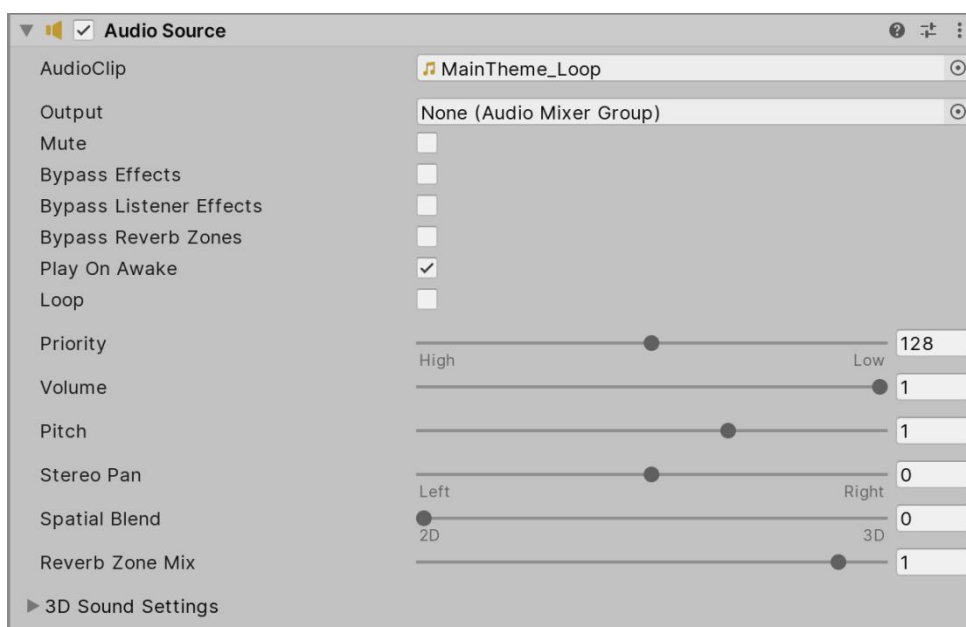 Audio Source
AudioClip MainTheme_Loop
Output None (Audio Mixer Group)
Mute
Bypass Effects
Bypass Listener Effects
Bypass Reverb Zones
Play On Awake
Loop
Priority 128
High Low
Volume 1
Pitch 1
Stereo Pan 0
Left Right
Spatial Blend 0
2D 3D
Reverb Zone Mix 1
3D Sound Settings